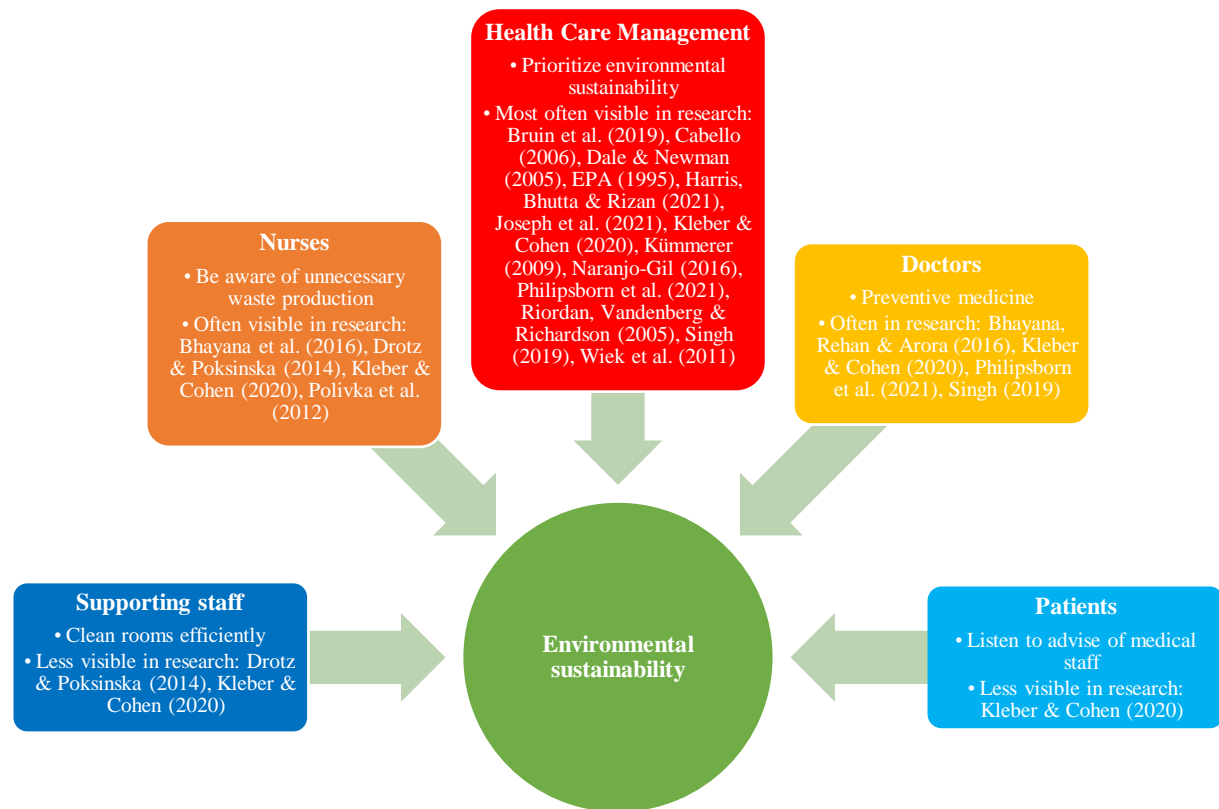 Health Care Management
• Prioritize environmental
sustainability
• Most often visible in research:
Bruin et al. (2019), Cabello
(2006), Dale & Newman
(2005), EPA (1995), Harris,
Bhutta & Rizan (2021),
Joseph et al. (2021), Kleber &
Cohen (2020), Kümmerer
(2009), Naranjo-Gil (2016),
Philipsborn et al. (2021),
Riordan, Vandenberg &
Richardson (2005), Singh
(2019), Wiek et al. (2011)
Nurses
• Be aware of unnecessary
waste production
• Often visible in research:
Bhayana et al. (2016), Drotz
& Poksinska (2014), Kleber
& Cohen (2020), Polivka et al.
(2012)
Doctors
• Preventive medicine
• Often in research: Bhayana,
Rehan & Arora (2016), Kleber
& Cohen (2020), Philipsborn
et al. (2021), Singh (2019)
Supporting staff
• Clean rooms efficiently
• Less visible in research: Drotz
& Poksinska (2014), Kleber &
Cohen (2020)
Environmental
sustainability
Patients
• Listen to advise of medical
staff
• Less visible in research:
Kleber & Cohen (2020)